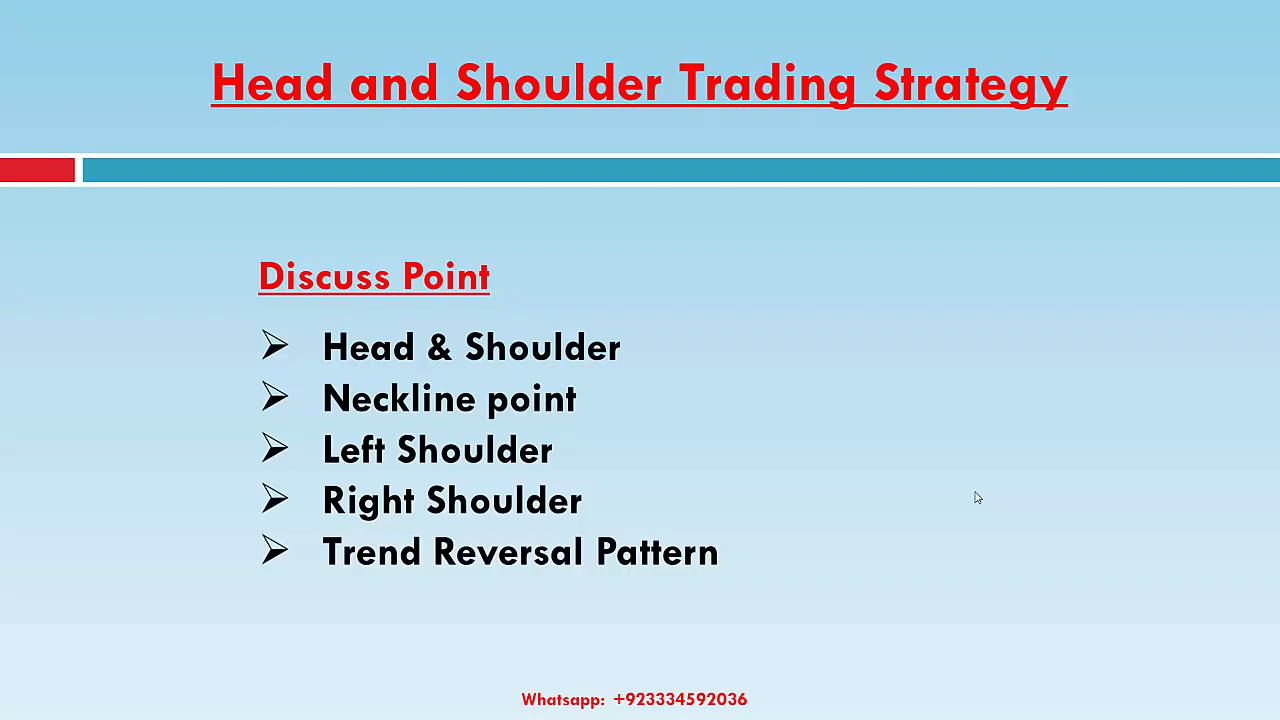 Head and Shoulder Trading Strategy
Discuss Point
➢ Head & Shoulder
➢ Neckline point
➢ Left Shoulder
➢ Right Shoulder
➢ Trend Reversal Pattern
Whatsapp: +923334592036